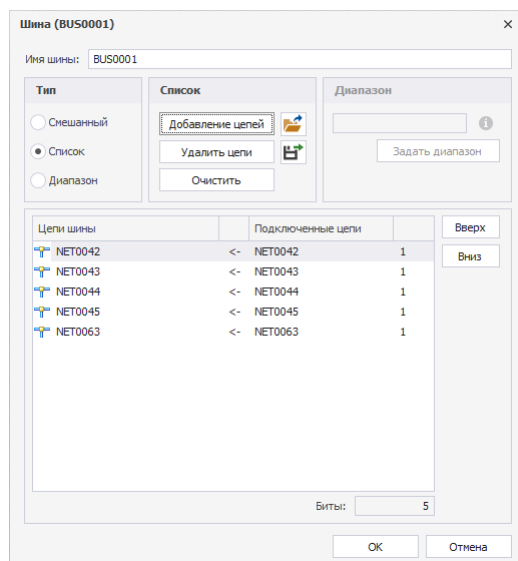 Шина (BUS0001)
Имя шины: BUS0001
Тип
Смешанный
Список
Диапазон
Список
Добавление цепей
Удалить цепи
Очистить
Диапазон
Задать диапазон
Цепи шины Подключенные цепи
NET0042 <- NET0042 1
NET0043 <- NET0043 1
NET0044 <- NET0044 1
NET0045 <- NET0045 1
NET0063 <- NET0063 1
Вверх
Вниз
Биты: 5
ОК Отмена